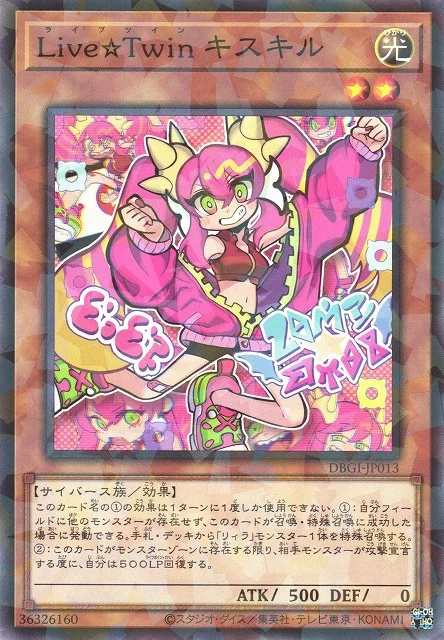 Live☆Twin キスキル
光
DBGI-JP013
【サイバース族／効果】
このカード名の①の効果は1ターンに1度しか使用できない。①：自分フィー
ルドに他のモンスターが存在せず、このカードが召喚・特殊召喚に成功した
場合に発動できる。手札・デッキから「リィラ」モンスター1体を特殊召喚する。
②：このカードがモンスターゾーンに存在する限り、相手モンスターが攻撃宣言
する度に、自分は500LP回復する。
ATK/ 500 DEF/ 0
36326160
©スタジオ・ダイス/集英社・テレビ東京・KONAMI